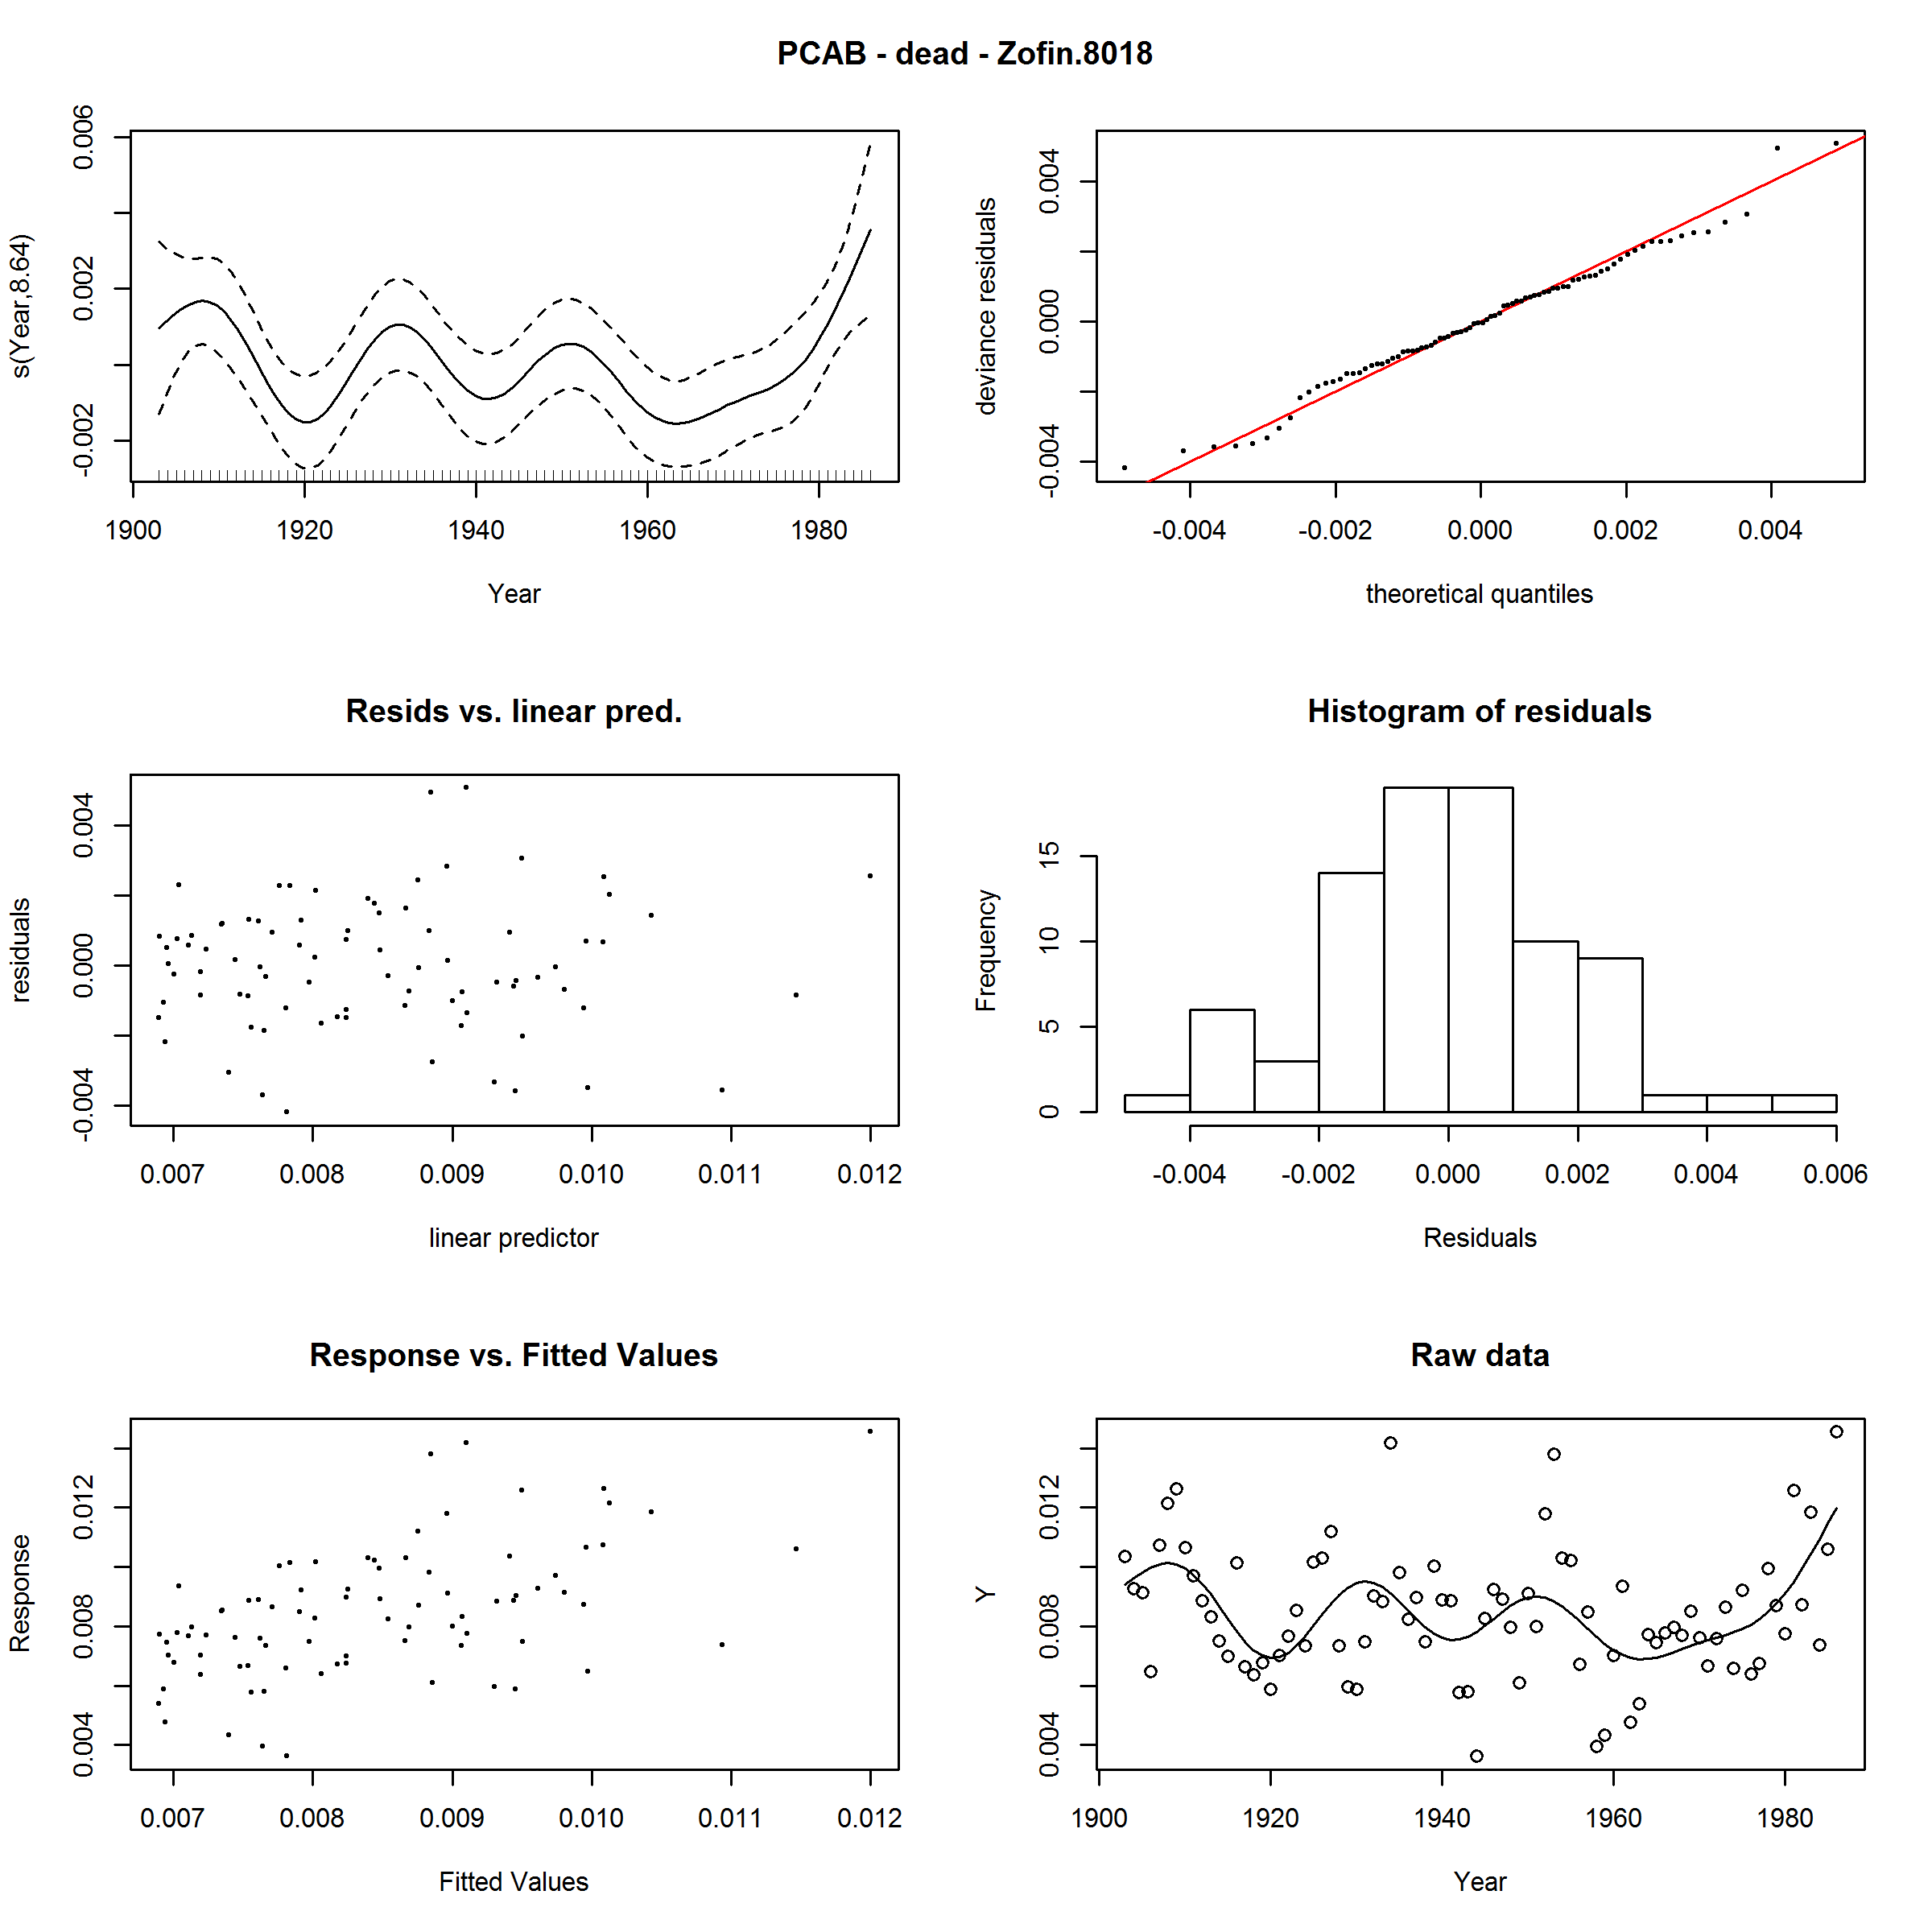 PCAB - dead - Zofin.8018
s(Year,8.64)
-0.002 0.002 0.006
1900 1920 1940 1960 1980
Year
deviance residuals
-0.004 0.000 0.004
-0.004 -0.002 0.000 0.002 0.004
theoretical quantiles
Resids vs. linear pred.
residuals
-0.004 0.000 0.004
0.007 0.008 0.009 0.010 0.011 0.012
linear predictor
Histogram of residuals
Frequency
0 5 10 15
-0.004 -0.002 0.000 0.002 0.004 0.006
Residuals
Response vs. Fitted Values
Response
0.004 0.008 0.012
0.007 0.008 0.009 0.010 0.011 0.012
Fitted Values
Raw data
Y
0.004 0.008 0.012
1900 1920 1940 1960 1980
Year